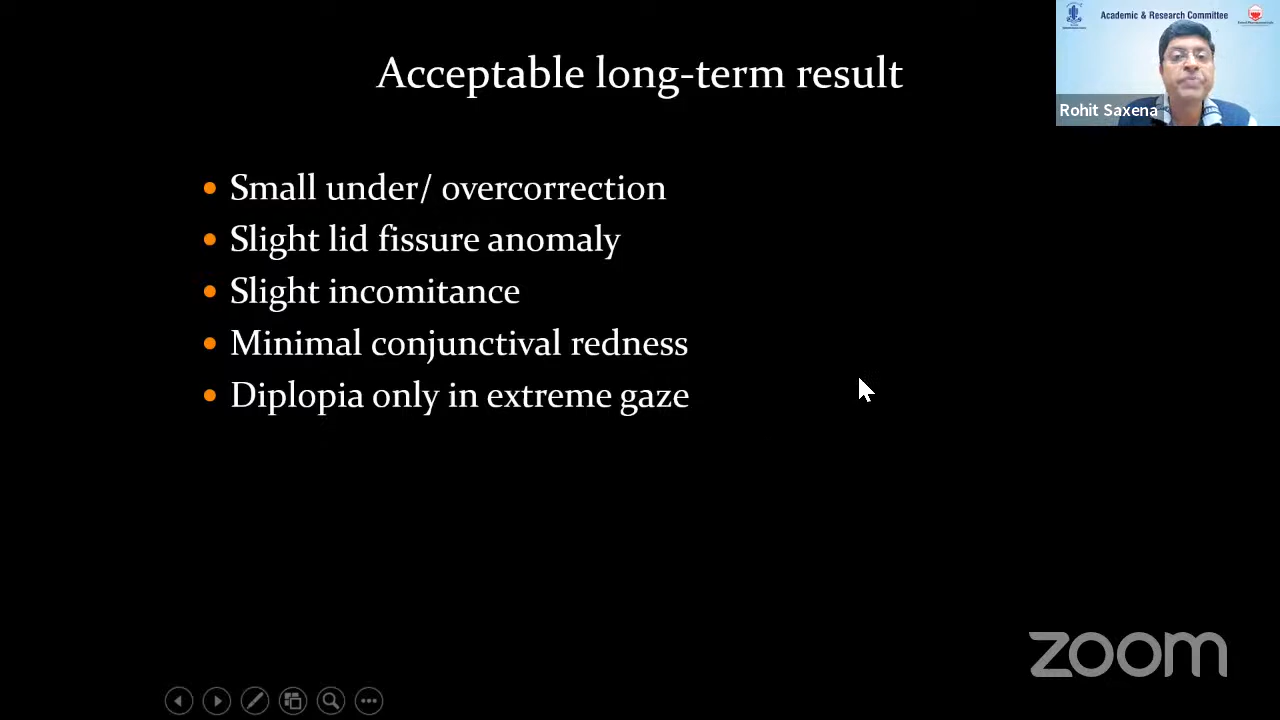 Academic & Research Committee
Rohit Saxena
Acceptable long-term result
Small under/ overcorrection
Slight lid fissure anomaly
Slight incomitance
Minimal conjunctival redness
Diplopia only in extreme gaze
zoom